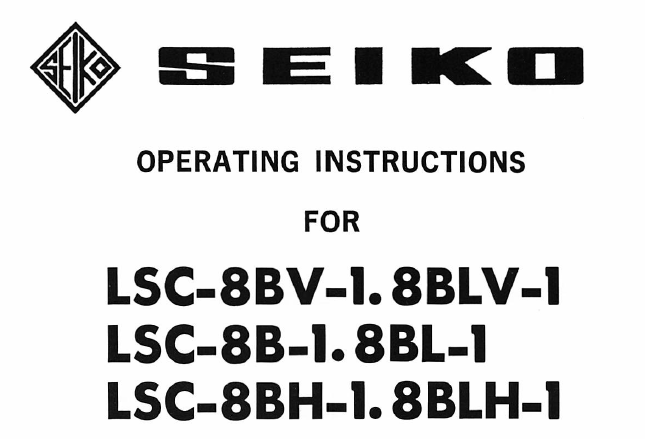 SEIKO SEIKO
OPERATING INSTRUCTIONS
FOR
LSC-8BV-1. 8BLV-1
LSC-8B-1. 8BL-1
LSC-8BH-1. 8BLH-1